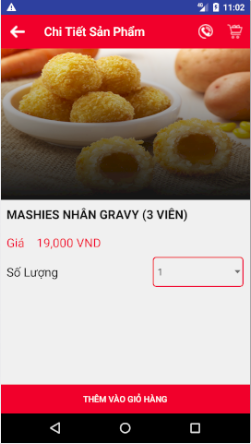 11:02
Chi Tiết Sản Phẩm
MASHIES NHÂN GRAVY (3 VIÊN)
Giá 19,000 VND
Số Lượng 1
THÊM VÀO GIỎ HÀNG